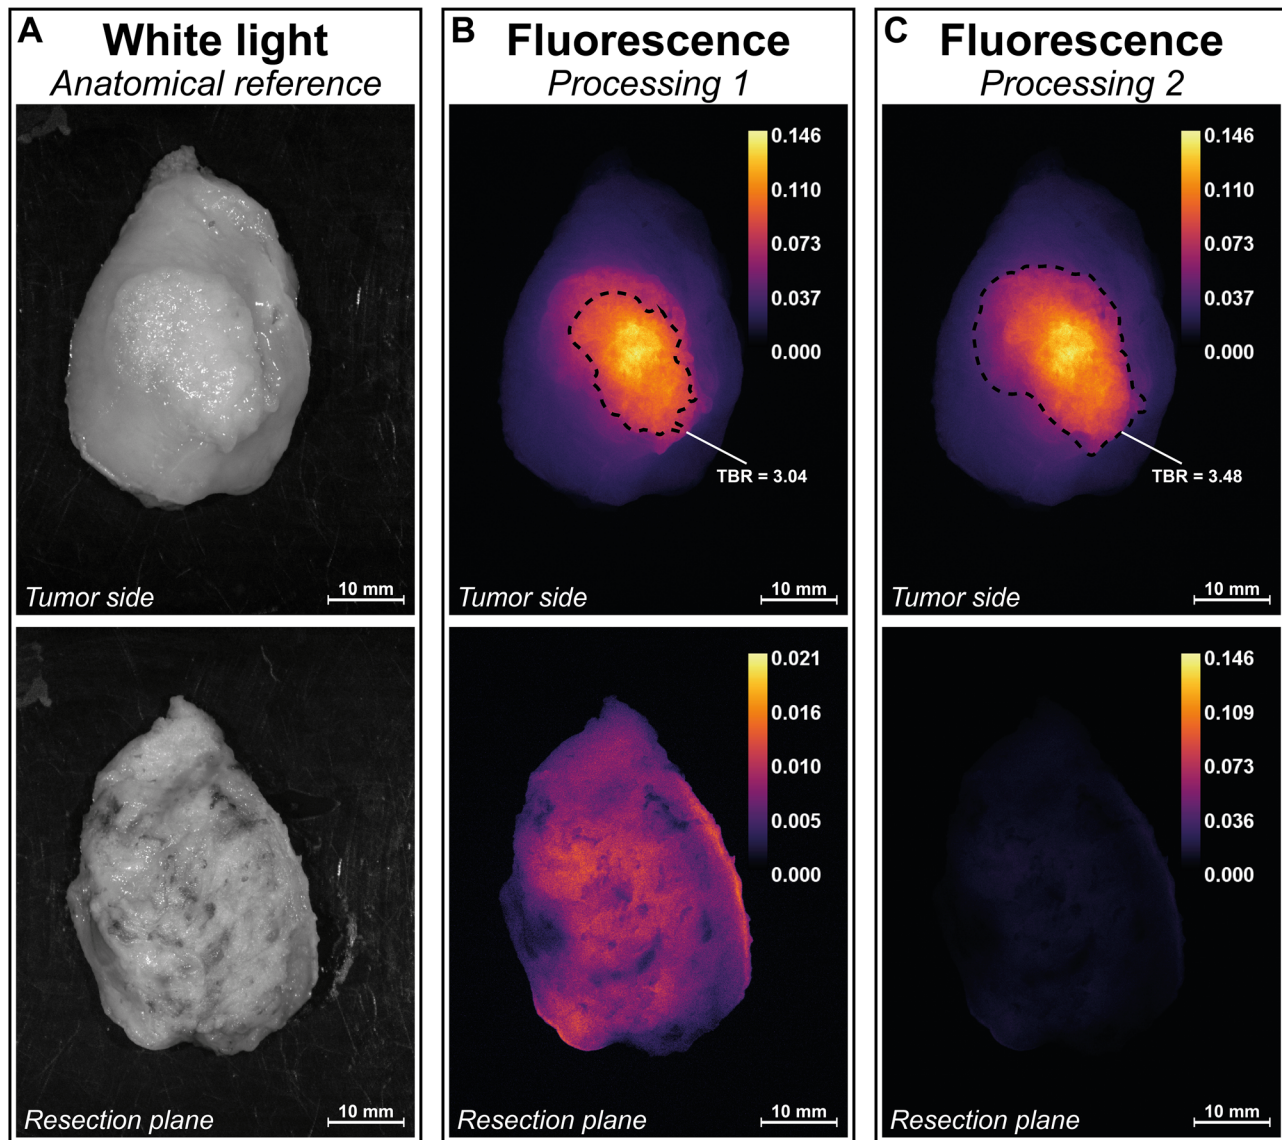 A White light
Anatomical reference
Tumor side
10 mm
Resection plane
10 mm
B Fluorescence
Processing 1
0.146
0.110
0.073
0.037
0.000
TBR = 3.04
Tumor side
10 mm
0.021
0.016
0.010
0.005
0.000
Resection plane
10 mm
C Fluorescence
Processing 2
0.146
0.110
0.073
0.037
0.000
TBR = 3.48
Tumor side
10 mm
0.146
0.109
0.073
0.036
0.000
Resection plane
10 mm